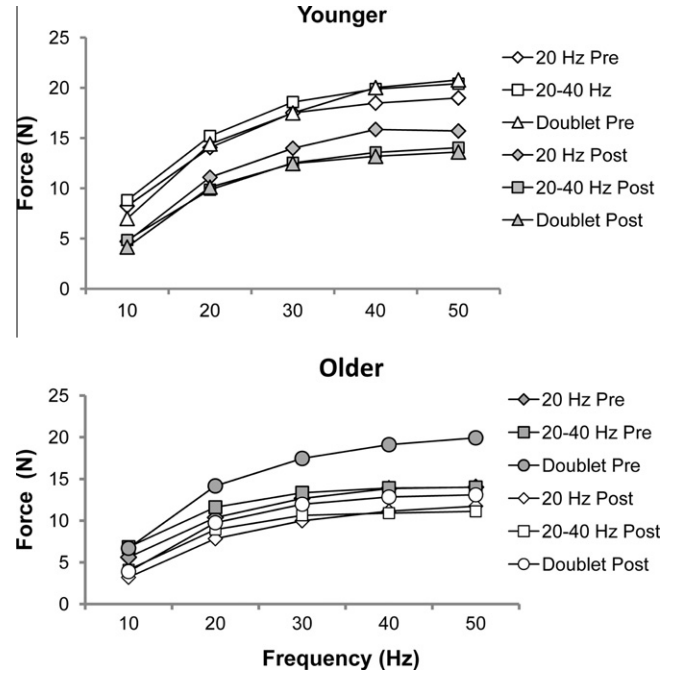 Younger
25
20
15
10
5
0
Force (N)
10 20 30 40 50
20 Hz Pre
20-40 Hz
Doublet Pre
20 Hz Post
20-40 Hz Post
Doublet Post
Older
25
20
15
10
5
0
Force (N)
10 20 30 40 50
Frequency (Hz)
20 Hz Pre
20-40 Hz Pre
Doublet Pre
20 Hz Post
20-40 Hz Post
Doublet Post